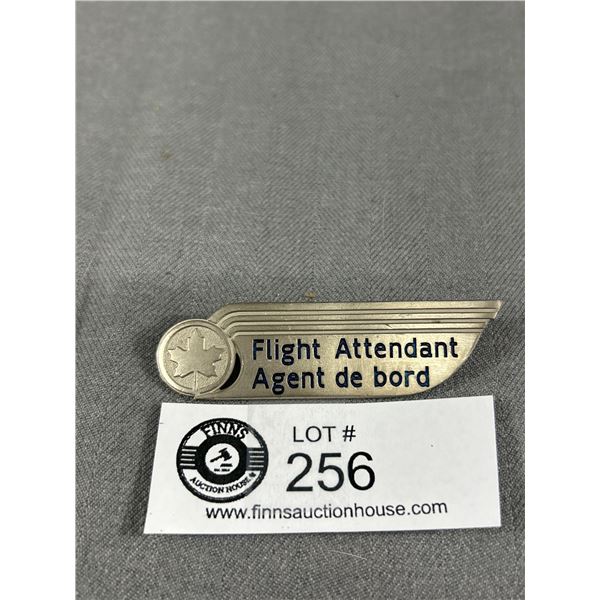 Flight Attendant
Agent de bord
FINNS
AUCTION HOUSE
LOT #
256
www.finnsauctionhouse.com